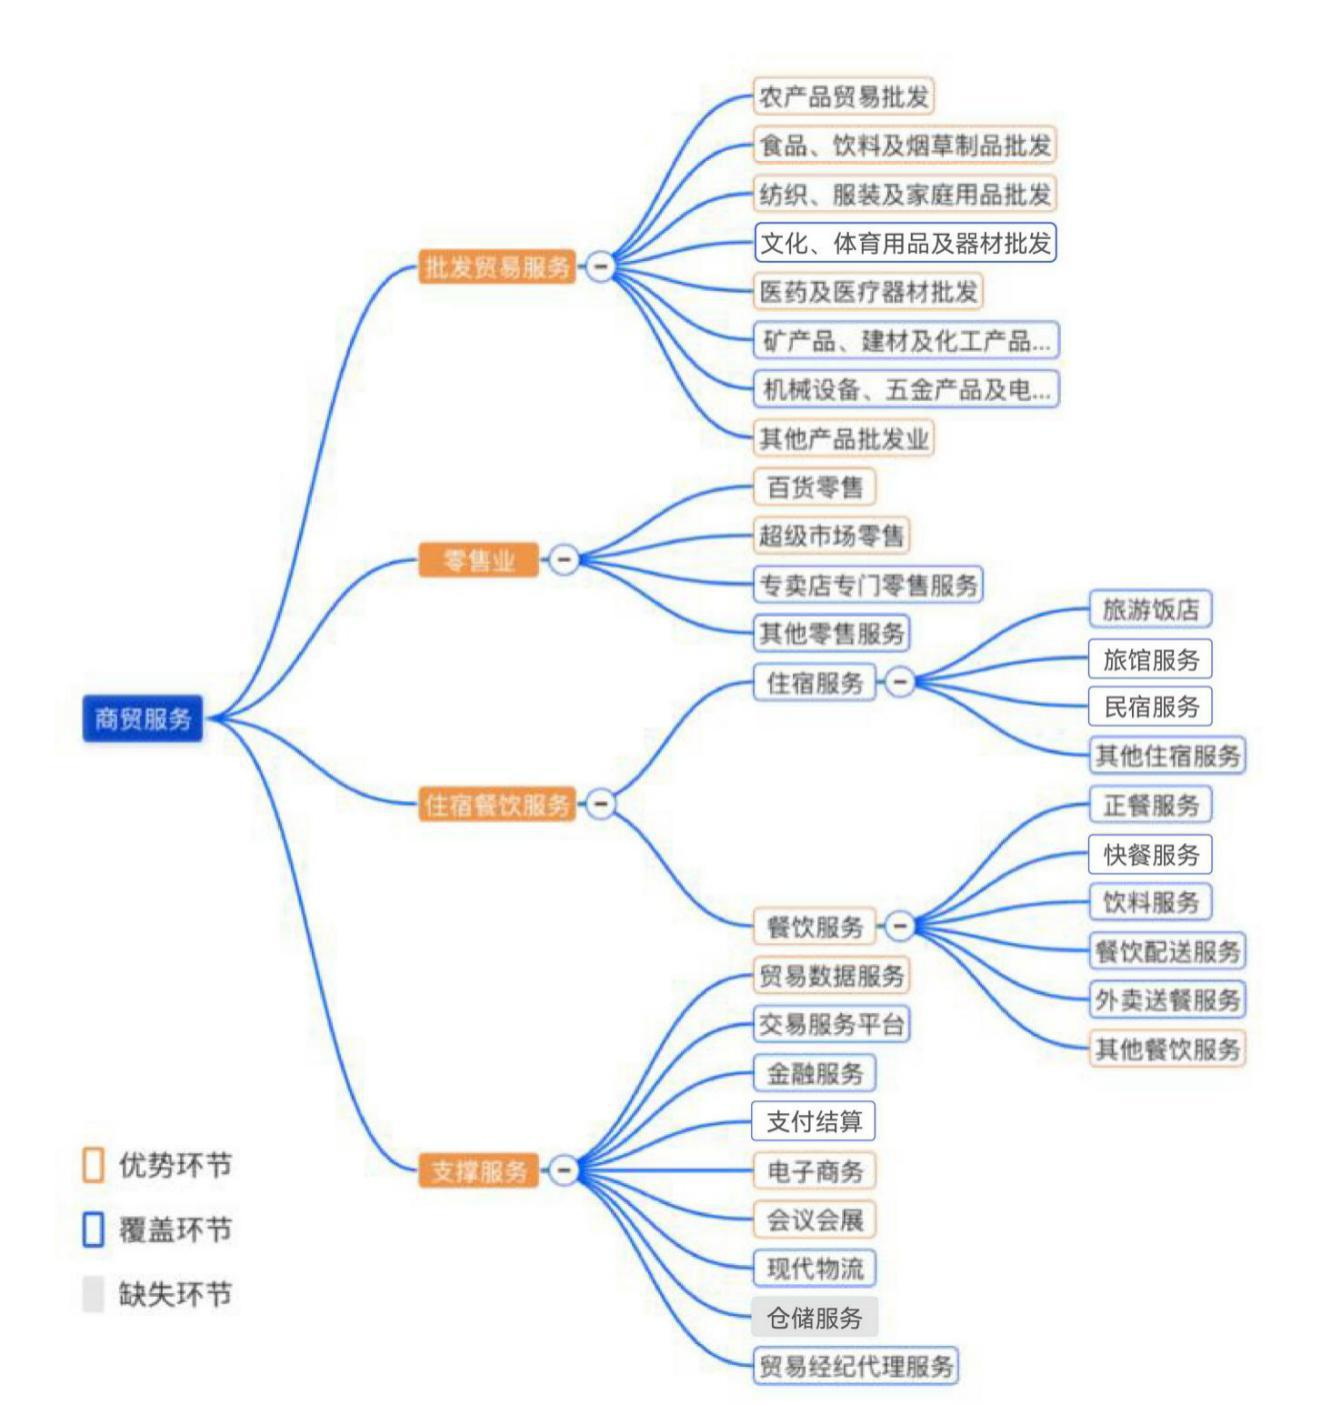 农产品贸易批发
食品、饮料及烟草制品批发
纺织、服装及家庭用品批发
文化、体育用品及器材批发
批发贸易服务
医药及医疗器材批发
矿产品、建材及化工产品...
机械设备、五金产品及电...
其他产品批发业
百货零售
超级市场零售
零售业
专卖店专门零售服务
其他零售服务
旅游饭店
旅馆服务
住宿服务
民宿服务
其他住宿服务
商贸服务
住宿餐饮服务
正餐服务
快餐服务
饮料服务
餐饮服务
餐饮配送服务
外卖送餐服务
其他餐饮服务
贸易数据服务
交易服务平台
金融服务
支付结算
支撑服务
电子商务
会议会展
现代物流
仓储服务
贸易经纪代理服务
优势环节
覆盖环节
缺失环节